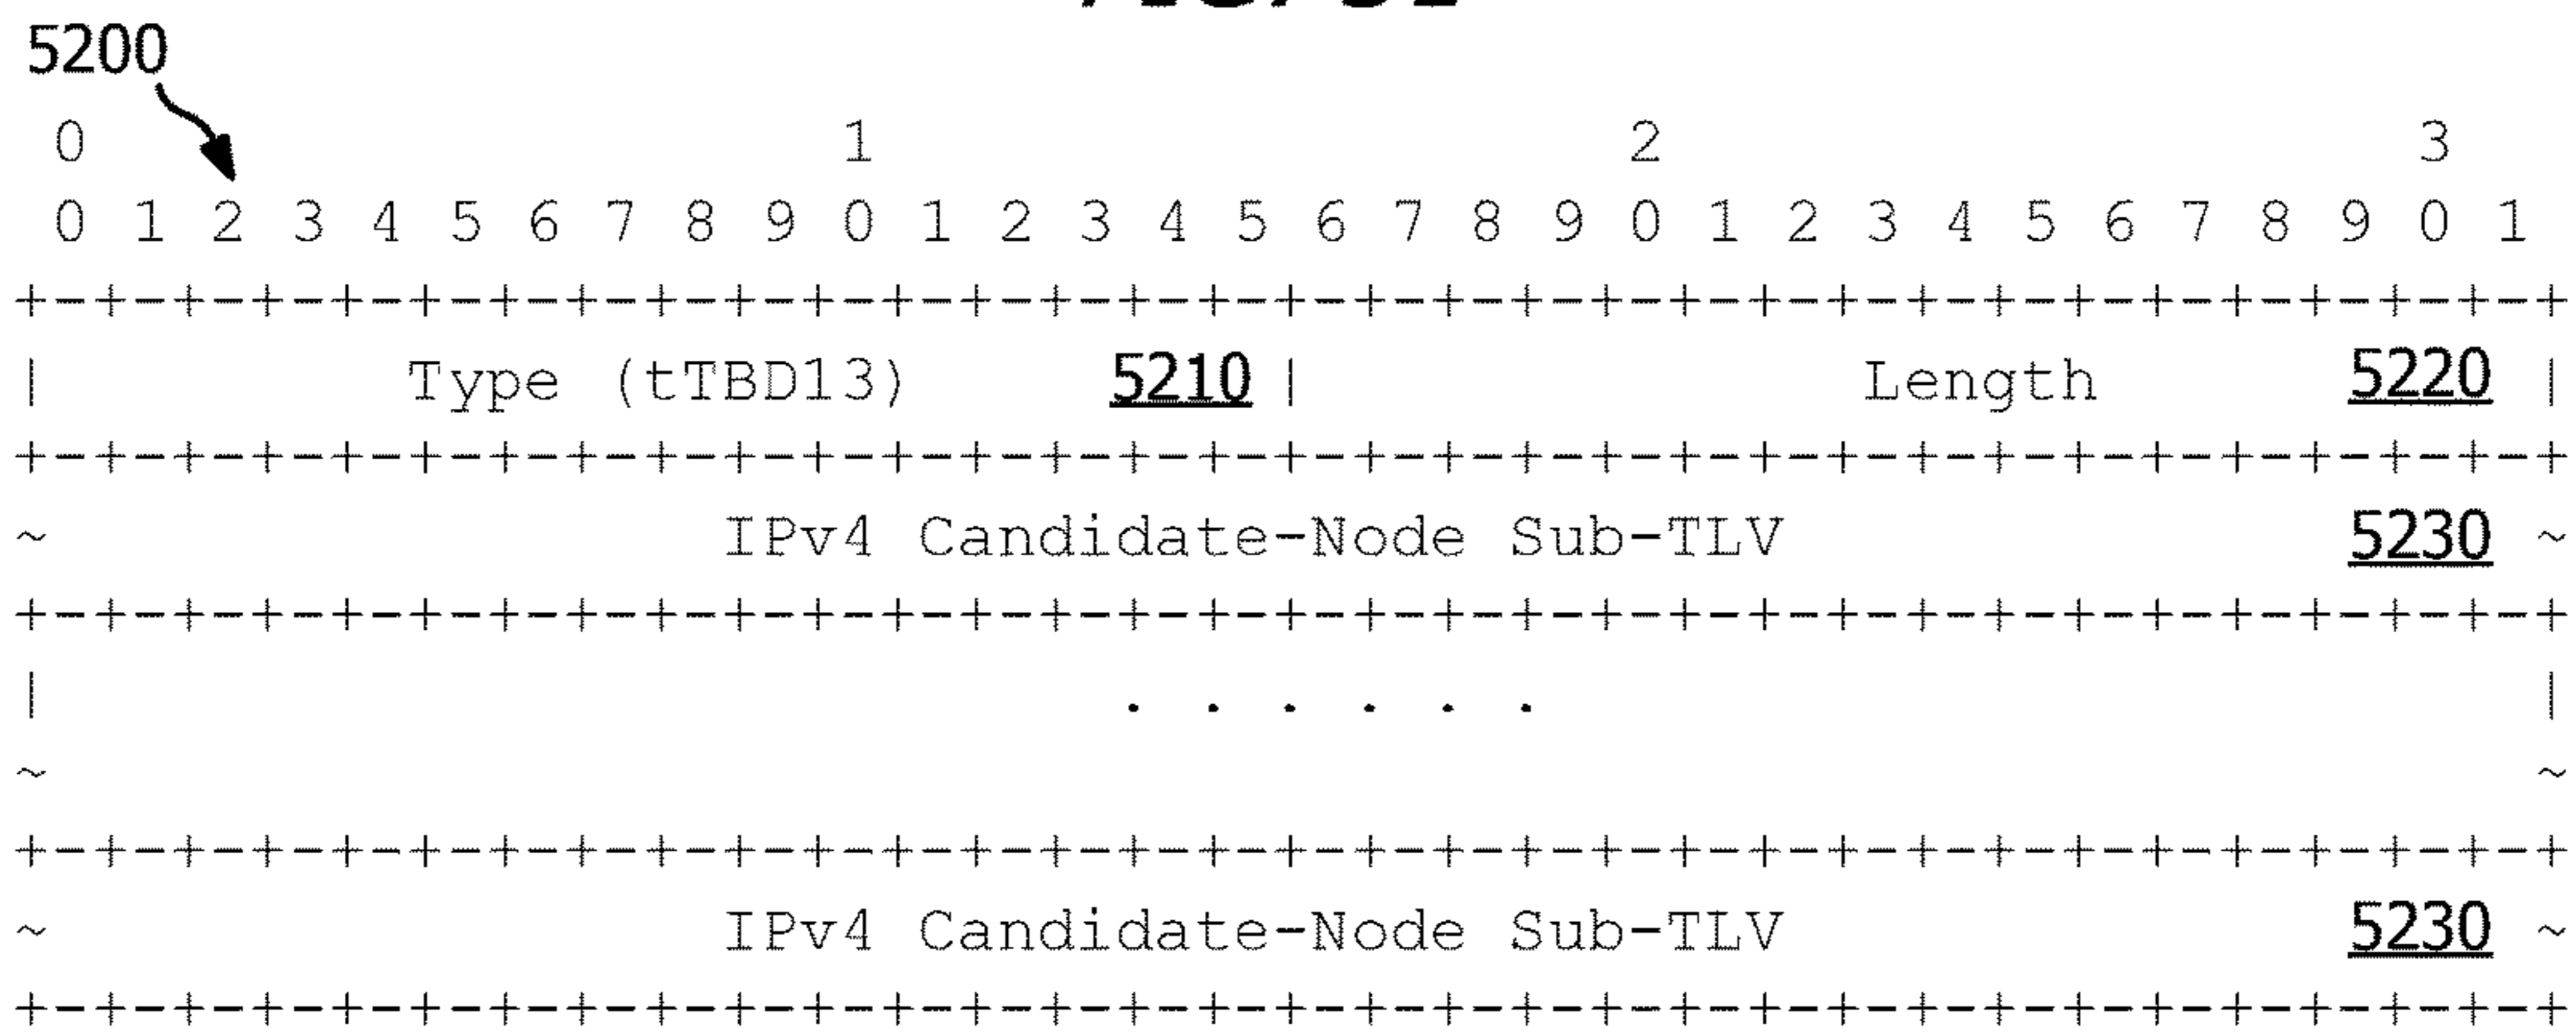 5200
0 1 2 3
0 1 2 3 4 5 6 7 8 9 0 1 2 3 4 5 6 7 8 9 0 1 2 3 4 5 6 7 8 9 0 1
+-+-+-+-+-+-+-+-+-+-+-+-+-+-+-+-+-+-+-+-+-+-+-+-+-+-+-+-+-+-+-+-+
| Type (tTBD13) 5210 | Length 5220 |
+-+-+-+-+-+-+-+-+-+-+-+-+-+-+-+-+-+-+-+-+-+-+-+-+-+-+-+-+-+-+-+-+
~ IPv4 Candidate-Node Sub-TLV 5230 ~
+-+-+-+-+-+-+-+-+-+-+-+-+-+-+-+-+-+-+-+-+-+-+-+-+-+-+-+-+-+-+-+-+
| . . . . . . |
~ ~
+-+-+-+-+-+-+-+-+-+-+-+-+-+-+-+-+-+-+-+-+-+-+-+-+-+-+-+-+-+-+-+-+
~ IPv4 Candidate-Node Sub-TLV 5230 ~
+-+-+-+-+-+-+-+-+-+-+-+-+-+-+-+-+-+-+-+-+-+-+-+-+-+-+-+-+-+-+-+-+